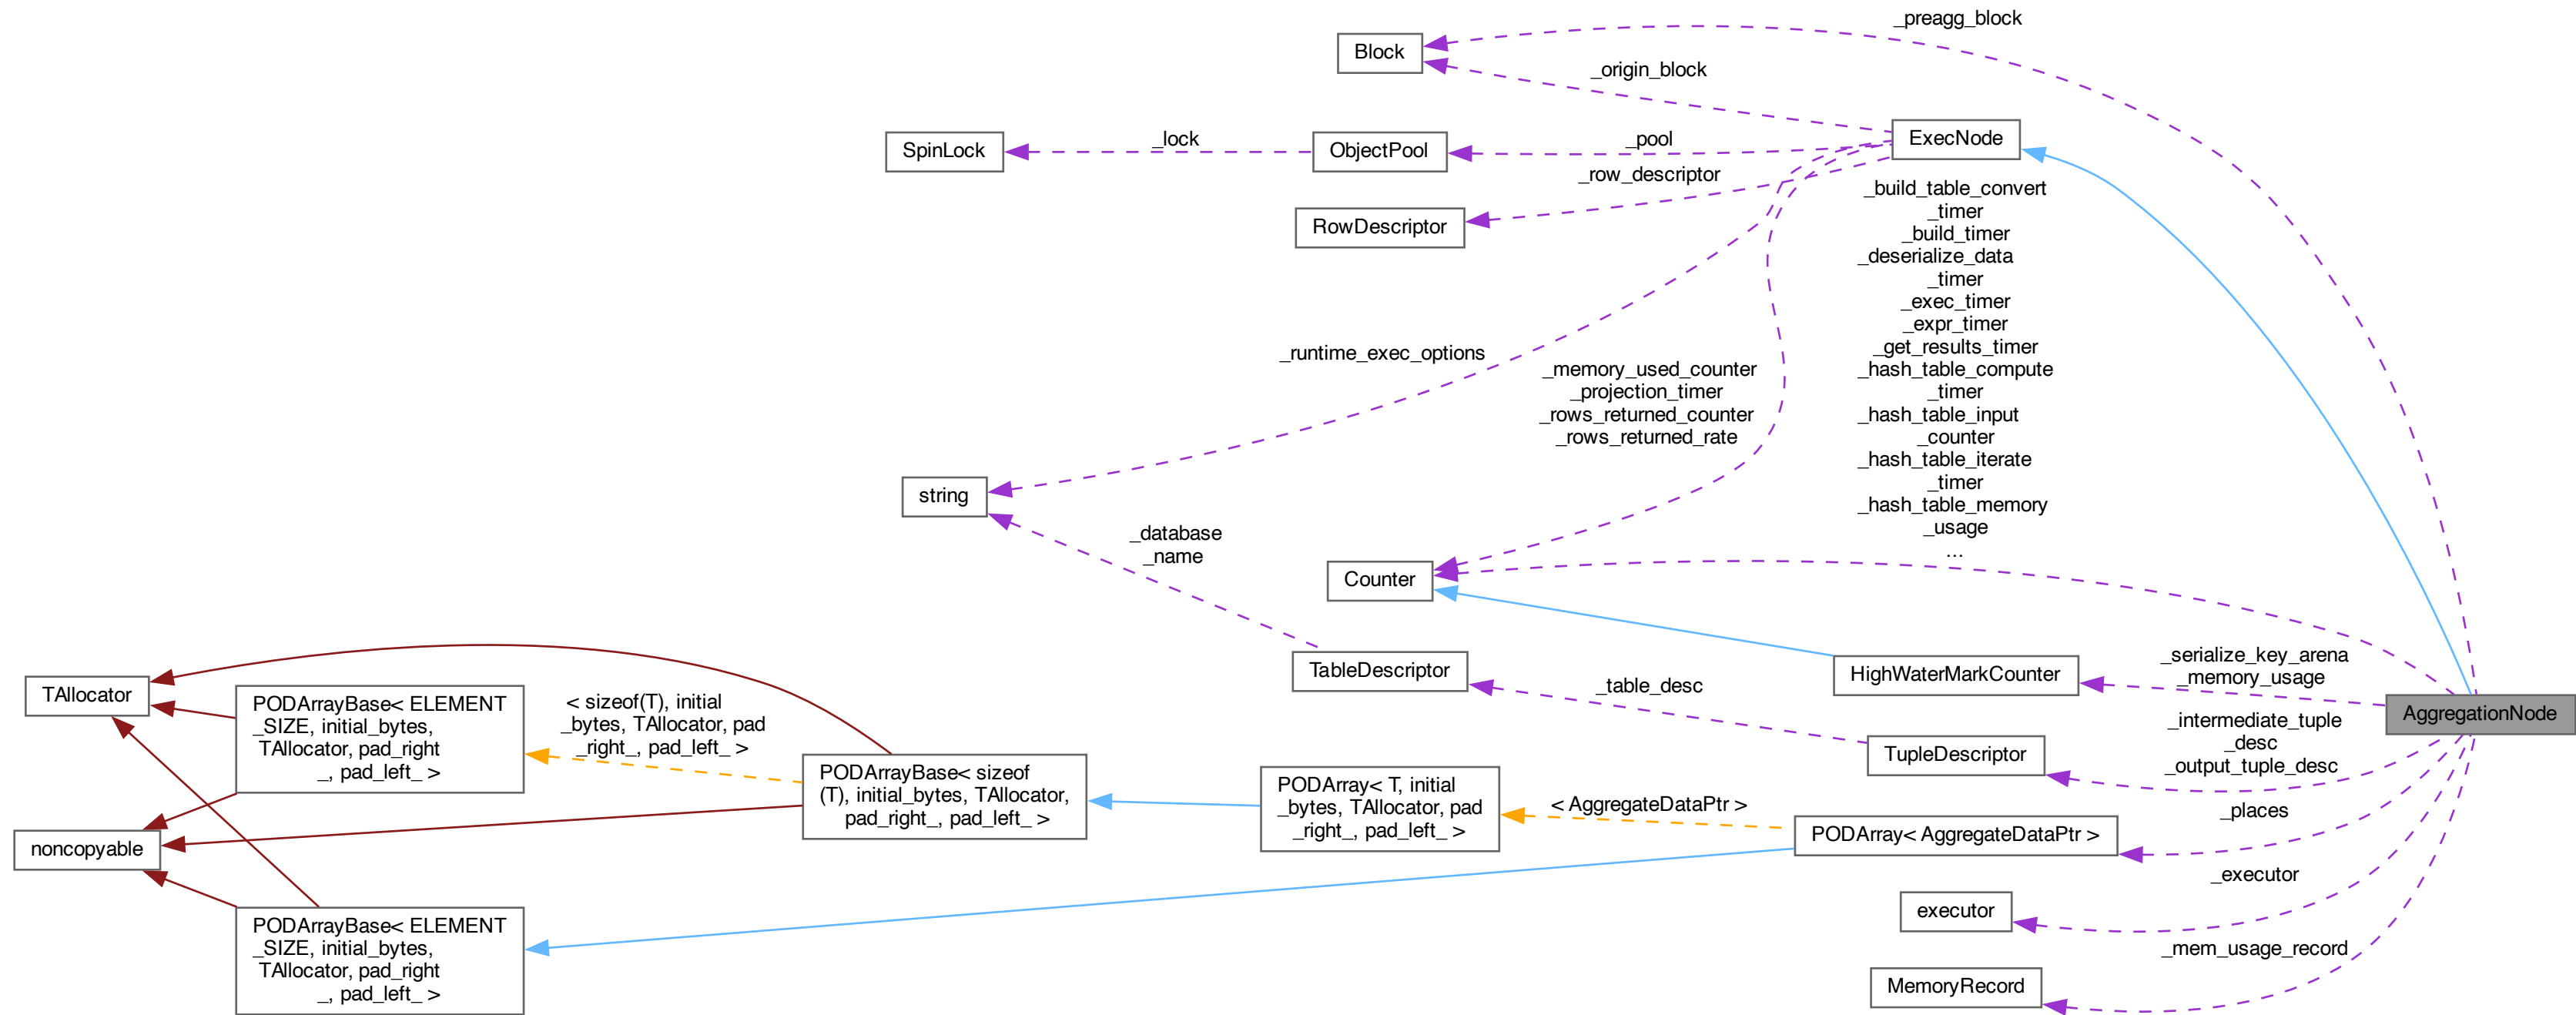 _preagg_block
Block
_origin_block
ExecNode
SpinLock
_lock
ObjectPool
_pool
_row_descriptor
RowDescriptor
_build_table_convert
_timer
_build_timer
_deserialize_data
_timer
_exec_timer
_expr_timer
_get_results_timer
_hash_table_compute
_timer
_hash_table_input
_counter
_hash_table_iterate
_timer
_hash_table_memory
_usage
...
_runtime_exec_options
_memory_used_counter
_projection_timer
_rows_returned_counter
_rows_returned_rate
string
_database
_name
Counter
TableDescriptor
_table_desc
HighWaterMarkCounter
_serialize_key_arena
_memory_usage
AggregationNode
TupleDescriptor
_intermediate_tuple
_desc
_output_tuple_desc
TAllocator
PODArrayBase< ELEMENT
_SIZE, initial_bytes,
TAllocator, pad_right
_, pad_left_ >
< sizeof(T), initial
_bytes, TAllocator, pad
_right_, pad_left_ >
PODArrayBase< sizeof
(T), initial_bytes, TAllocator,
pad_right_, pad_left_ >
PODArray< T, initial
_bytes, TAllocator, pad
_right_, pad_left_ >
< AggregateDataPtr >
PODArray< AggregateDataPtr >
_places
noncopyable
_executor
executor
PODArrayBase< ELEMENT
_SIZE, initial_bytes,
TAllocator, pad_right
_, pad_left_ >
_mem_usage_record
MemoryRecord